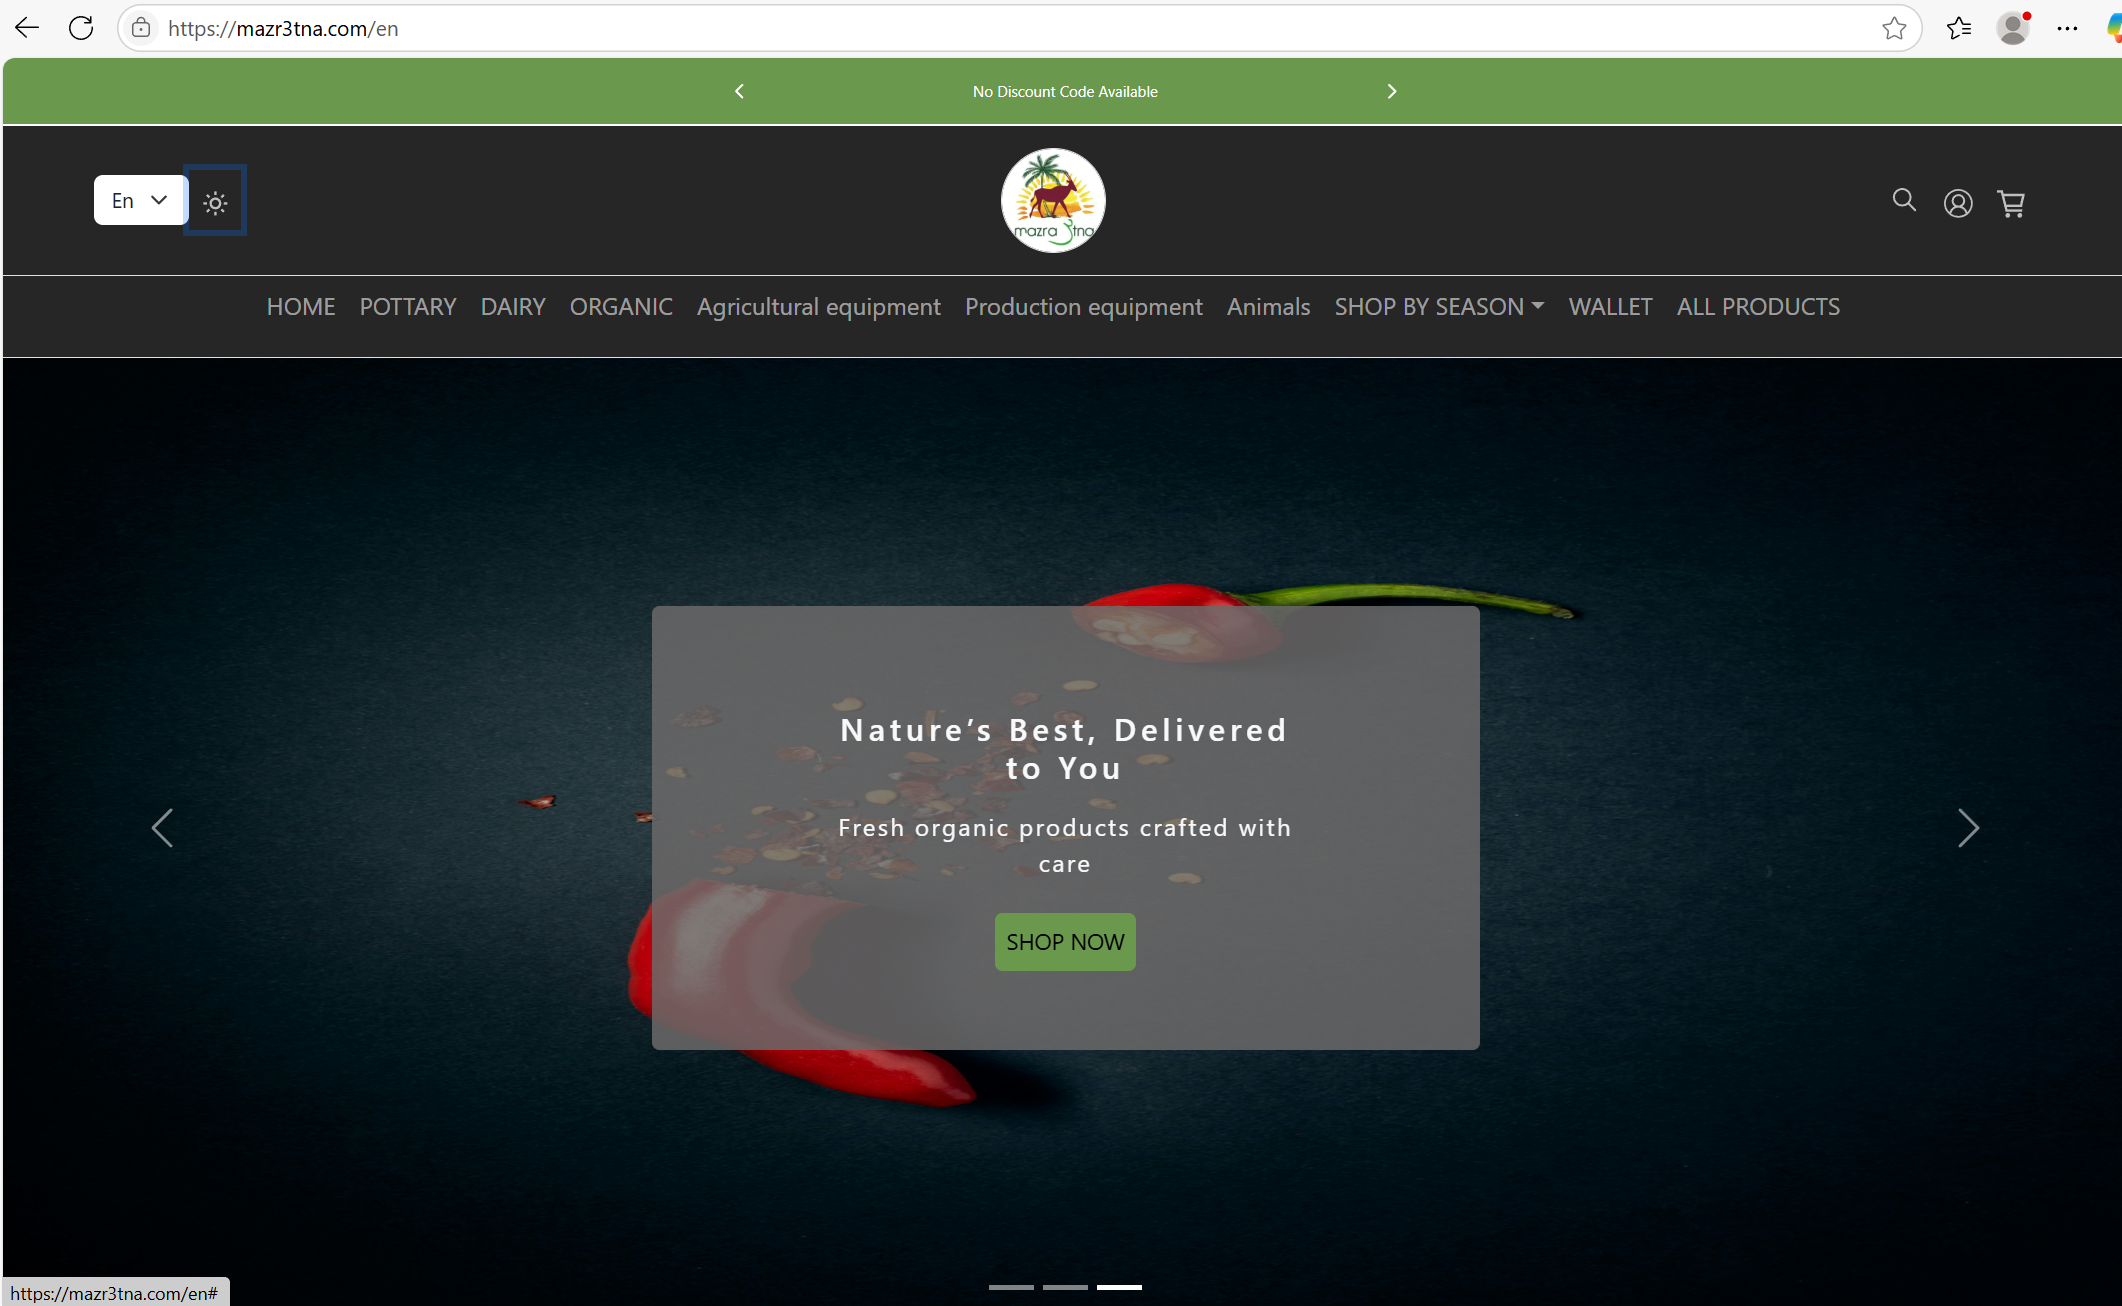 https://mazr3tna.com/en
No Discount Code Available
En
mazra 3tna
HOME POTTARY DAIRY ORGANIC Agricultural equipment Production equipment Animals SHOP BY SEASON WALLET ALL PRODUCTS
Nature’s Best, Delivered
to You
Fresh organic products crafted with
care
SHOP NOW
https://mazr3tna.com/en#